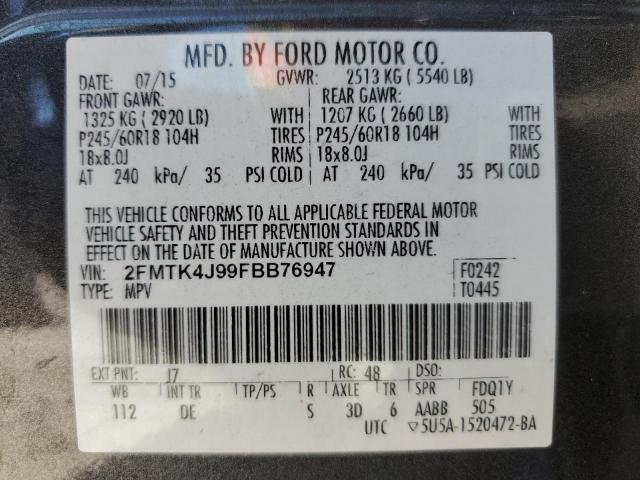 MFD. BY FORD MOTOR CO.
DATE: 07/15 GVWR: 2513 KG ( 5540 LB)
FRONT GAWR: REAR GAWR:
1325 KG ( 2920 LB) WITH 1207 KG ( 2660 LB) WITH
P245/60R18 104H TIRES P245/60R18 104H TIRES
18x8.0J RIMS 18x8.0J RIMS
AT 240 kPa/ 35 PSI COLD AT 240 kPa/ 35 PSI COLD
THIS VEHICLE CONFORMS TO ALL APPLICABLE FEDERAL MOTOR
VEHICLE SAFETY AND THEFT PREVENTION STANDARDS IN
EFFECT ON THE DATE OF MANUFACTURE SHOWN ABOVE.
VIN: 2FMTK4J99FBB76947 F0242
TYPE: MPV T0445
EXT PNT: J7 RC: 48 DSO:
WB INT TR TP/PS R AXLE TR SPR FDQ1Y
112 DE S 3D 6 AABB 505
UTC ▽5U5A-1520472-BA